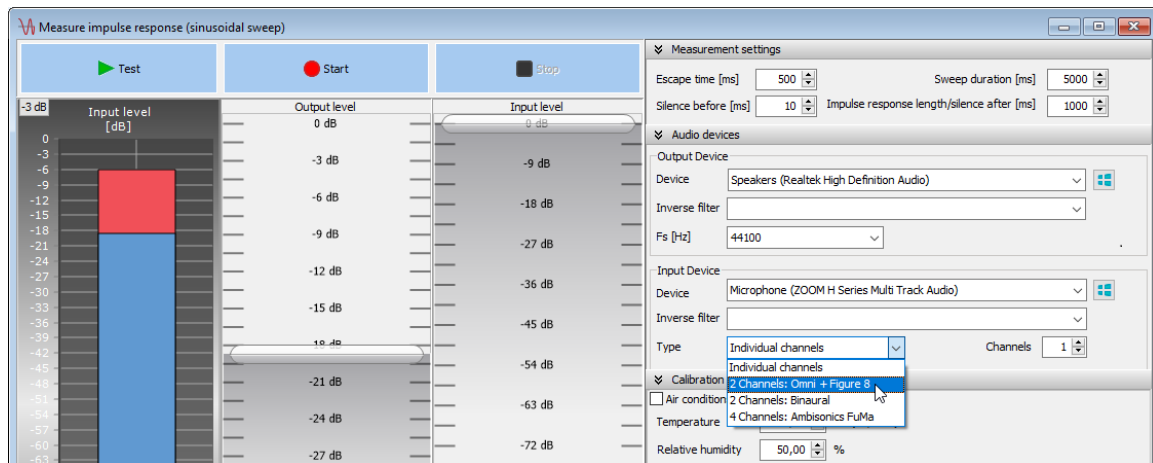 Measure impulse response (sinusoidal sweep)
Test
Start
Stop
-3 dB
Input level
[dB]
0
-3
-6
-9
-12
-15
-18
-21
-24
-27
-30
-33
-36
-39
-42
-45
-48
-51
-54
-57
-60
-63
Output level
0 dB
-3 dB
-6 dB
-9 dB
-12 dB
-15 dB
-18 dB
-21 dB
-24 dB
-27 dB
Input level
0 dB
-9 dB
-18 dB
-27 dB
-36 dB
-45 dB
-54 dB
-63 dB
-72 dB
Measurement settings
Escape time [ms] 500 Sweep duration [ms] 5000
Silence before [ms] 10 Impulse response length/silence after [ms] 1000
Audio devices
Output Device
Device Speakers (Realtek High Definition Audio)
Inverse filter
Fs [Hz] 44100
Input Device
Device Microphone (ZOOM H Series Multi Track Audio)
Inverse filter
Type Individual channels Channels 1
Individual channels
2 Channels: Omni + Figure 8
2 Channels: Binaural
4 Channels: Ambisonics FuMa
Calibration
Air condition
Temperature
Relative humidity 50,00 %